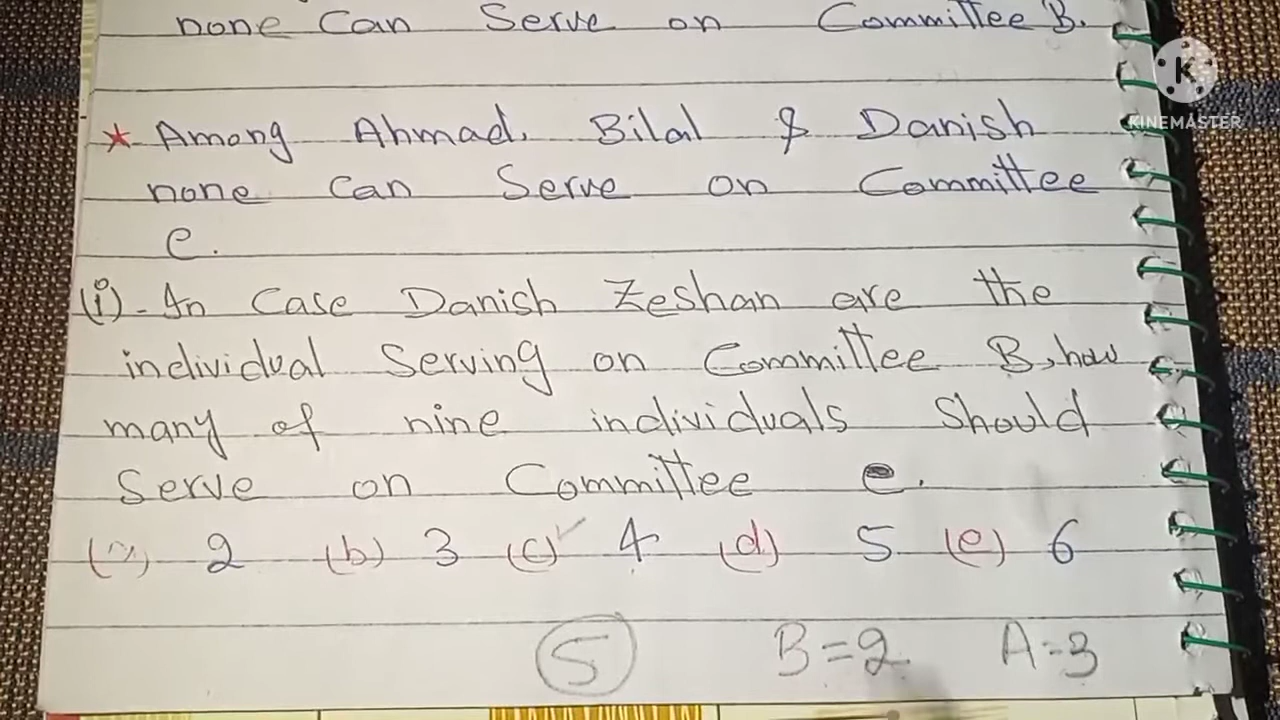 none Can Serve on Committee B.
K
KINEMASTER
★ Among Ahmad, Bilal & Danish
none Can Serve on Committee
e.
(i) - In Case Danish Zeshan are the
individual Serving on Committee B, how
many of nine individuals Should
Serve on Committee e.
(a) 2 (b) 3 (c) ✓ 4 (d) 5 (e) 6
5 B=2 A=3